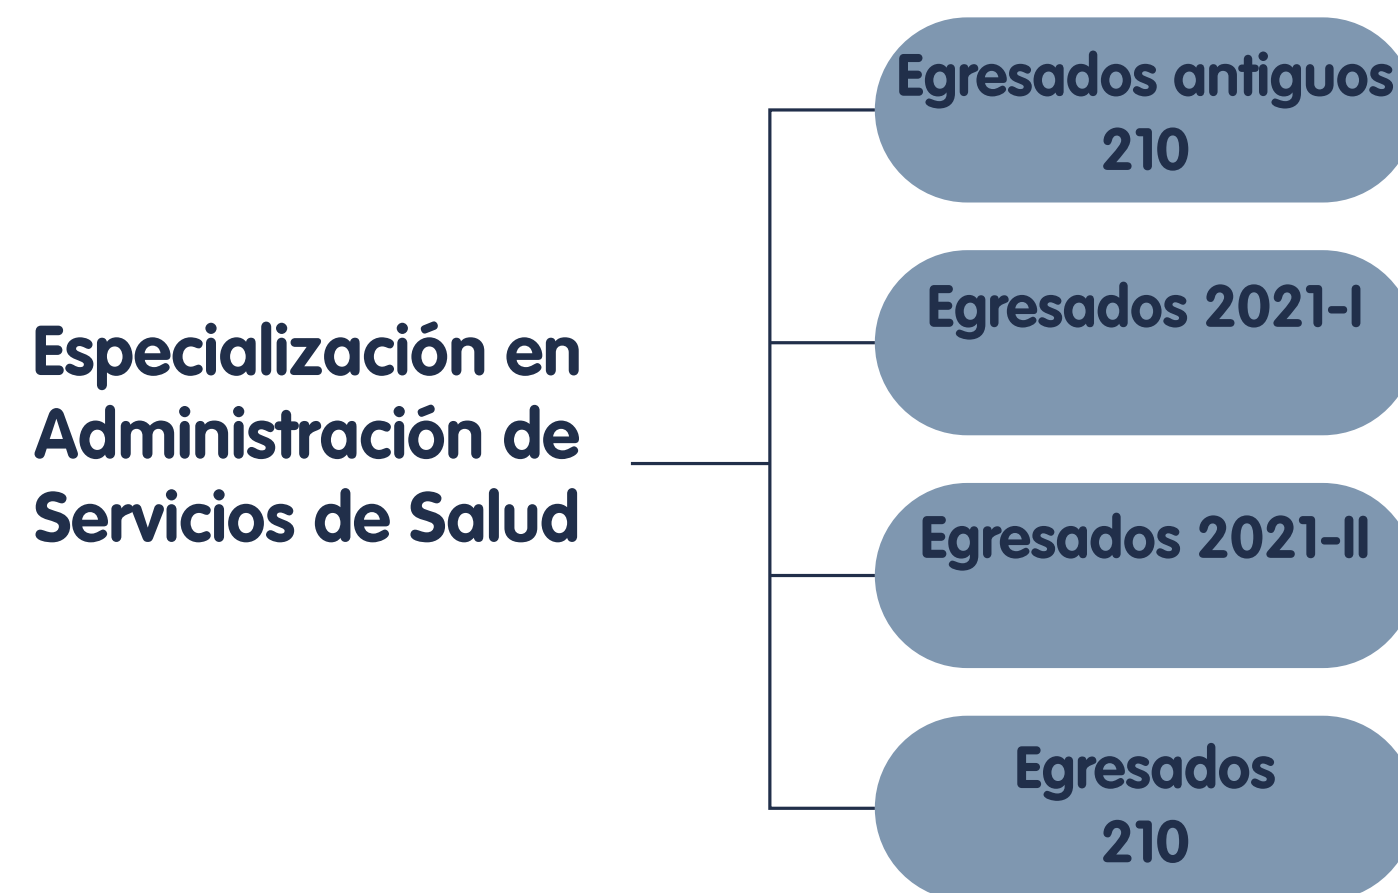 Especialización en
Administración de
Servicios de Salud
Egresados antiguos
210
Egresados 2021-I
Egresados 2021-II
Egresados
210